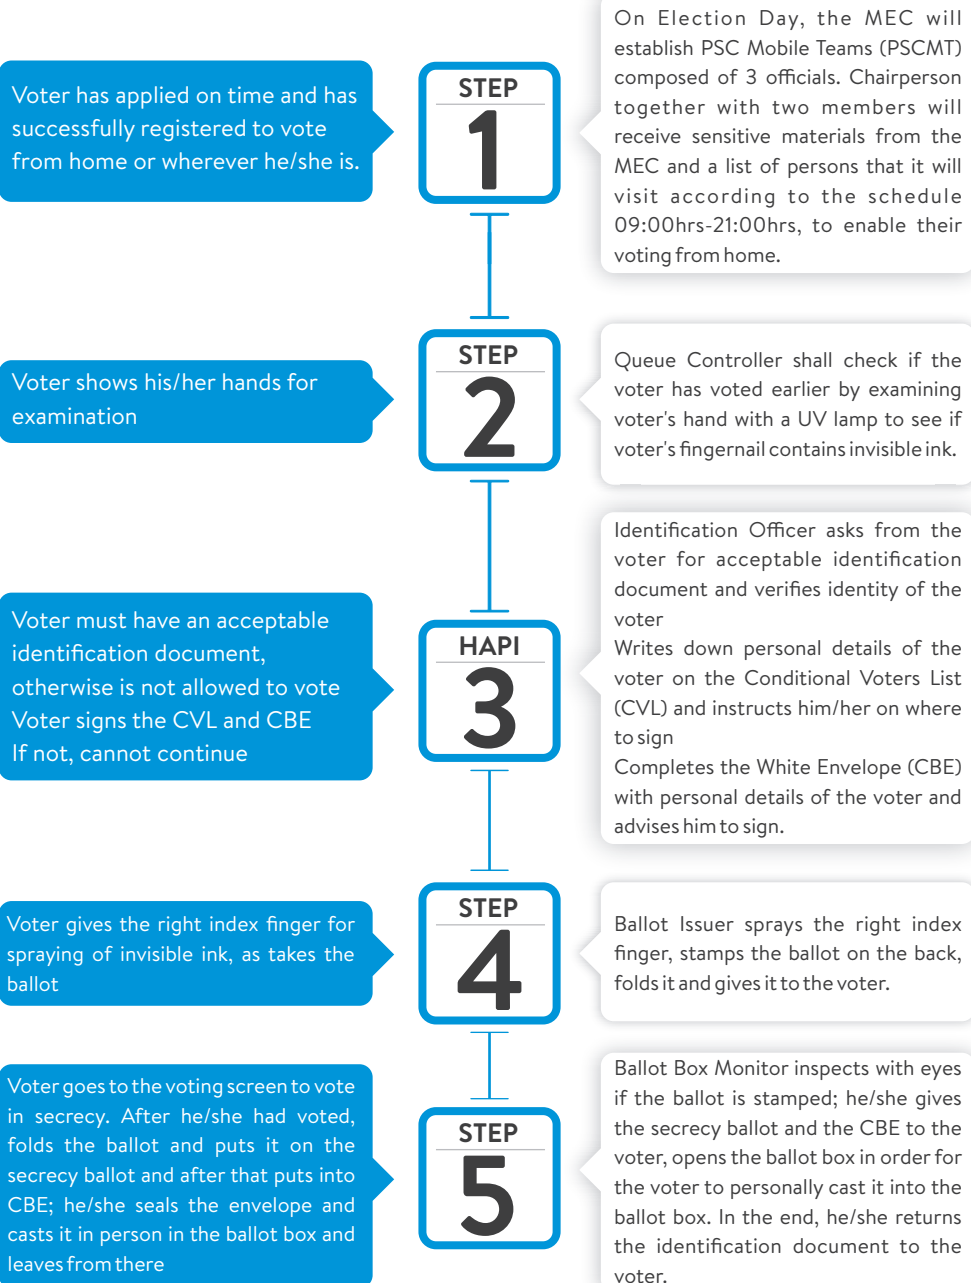 Voter has applied on time and has
successfully registered to vote
from home or wherever he/she is.
STEP
1
On Election Day, the MEC will
establish PSC Mobile Teams (PSCMT)
composed of 3 officials. Chairperson
together with two members will
receive sensitive materials from the
MEC and a list of persons that it will
visit according to the schedule
09:00hrs-21:00hrs, to enable their
voting from home.
Voter shows his/her hands for
examination
STEP
2
Queue Controller shall check if the
voter has voted earlier by examining
voter's hand with a UV lamp to see if
voter's fingernail contains invisible ink.
Voter must have an acceptable
identification document,
otherwise is not allowed to vote
Voter signs the CVL and CBE
If not, cannot continue
HAPI
3
Identification Officer asks from the
voter for acceptable identification
document and verifies identity of the
voter
Writes down personal details of the
voter on the Conditional Voters List
(CVL) and instructs him/her on where
to sign
Completes the White Envelope (CBE)
with personal details of the voter and
advises him to sign.
Voter gives the right index finger for
spraying of invisible ink, as takes the
ballot
STEP
4
Ballot Issuer sprays the right index
finger, stamps the ballot on the back,
folds it and gives it to the voter.
Voter goes to the voting screen to vote
in secrecy. After he/she had voted,
folds the ballot and puts it on the
secrecy ballot and after that puts into
CBE; he/she seals the envelope and
casts it in person in the ballot box and
leaves from there
STEP
5
Ballot Box Monitor inspects with eyes
if the ballot is stamped; he/she gives
the secrecy ballot and the CBE to the
voter, opens the ballot box in order for
the voter to personally cast it into the
ballot box. In the end, he/she returns
the identification document to the
voter.